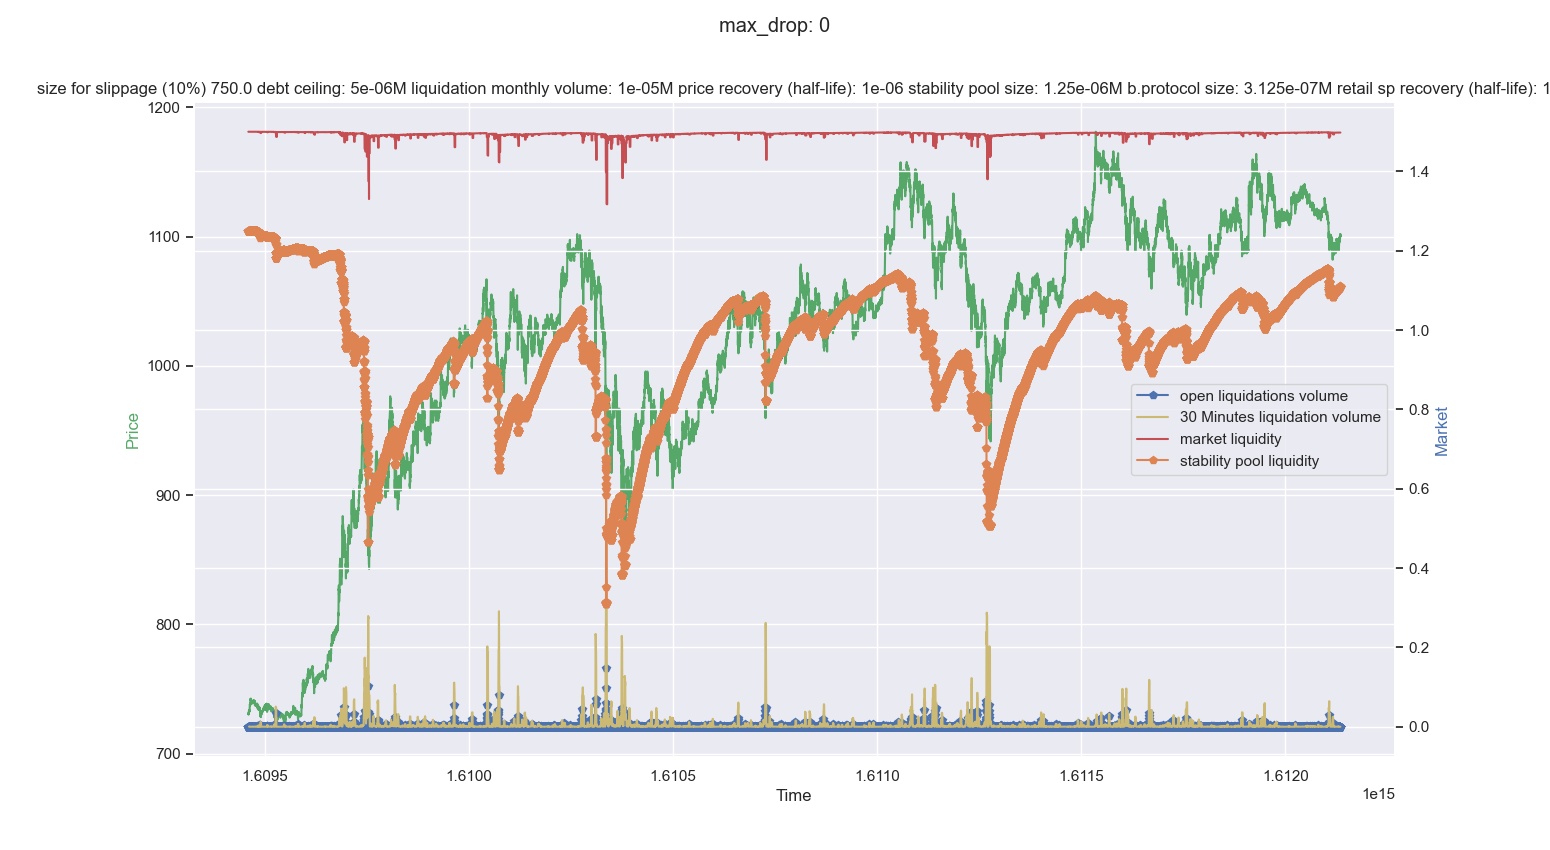 max_drop: 0
size for slippage (10%) 750.0 debt ceiling: 5e-06M liquidation monthly volume: 1e-05M price recovery (half-life): 1e-06 stability pool size: 1.25e-06M b.protocol size: 3.125e-07M retail sp recovery (half-life): 1
1200
1100
1000
900
800
700
Price
1.4
1.2
1.0
0.8
0.6
0.4
0.2
0.0
Market
open liquidations volume
30 Minutes liquidation volume
market liquidity
stability pool liquidity
1.6095
1.6100
1.6105
1.6110
1.6115
1.6120
Time
1e15